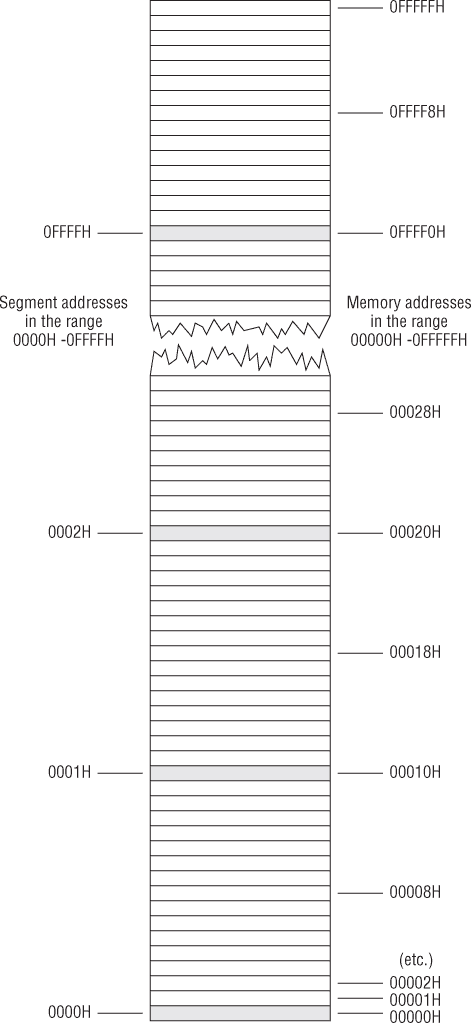 0FFFFFH
0FFFF8H
0FFFFH
0FFFF0H
Segment addresses
in the range
0000H -0FFFFH
Memory addresses
in the range
00000H -0FFFFFH
00028H
0002H
00020H
00018H
0001H
00010H
00008H
(etc.)
00002H
00001H
0000H
00000H